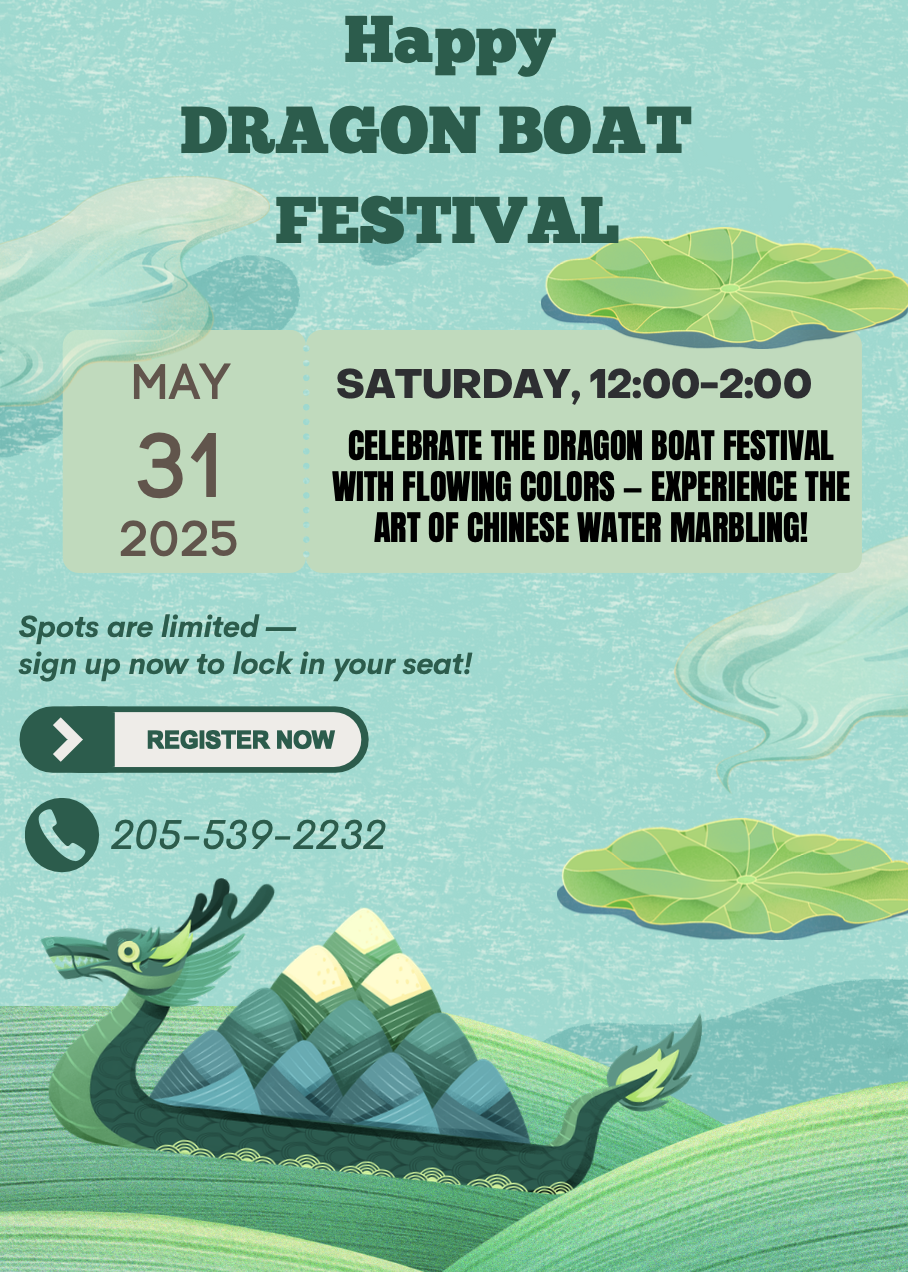 Happy
DRAGON BOAT
FESTIVAL
MAY
31
2025
SATURDAY, 12:00-2:00
CELEBRATE THE DRAGON BOAT FESTIVAL
WITH FLOWING COLORS – EXPERIENCE THE
ART OF CHINESE WATER MARBLING!
Spots are limited —
sign up now to lock in your seat!
REGISTER NOW
205-539-2232